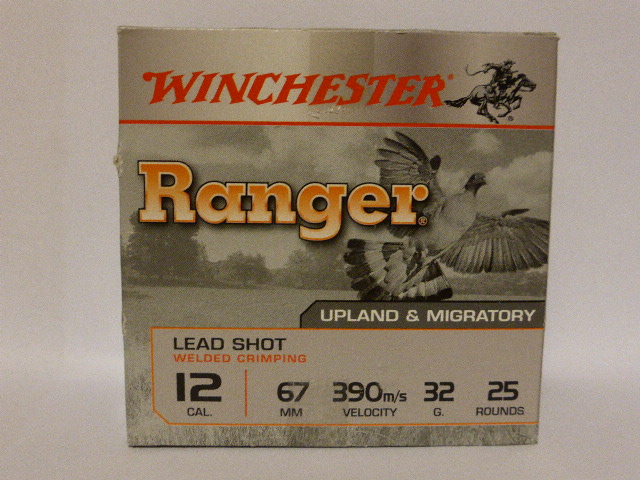 WINCHESTER®
Ranger®
UPLAND & MIGRATORY
LEAD SHOT
WELDED CRIMPING
12 67 390m/s 32 25
CAL. MM VELOCITY G. ROUNDS